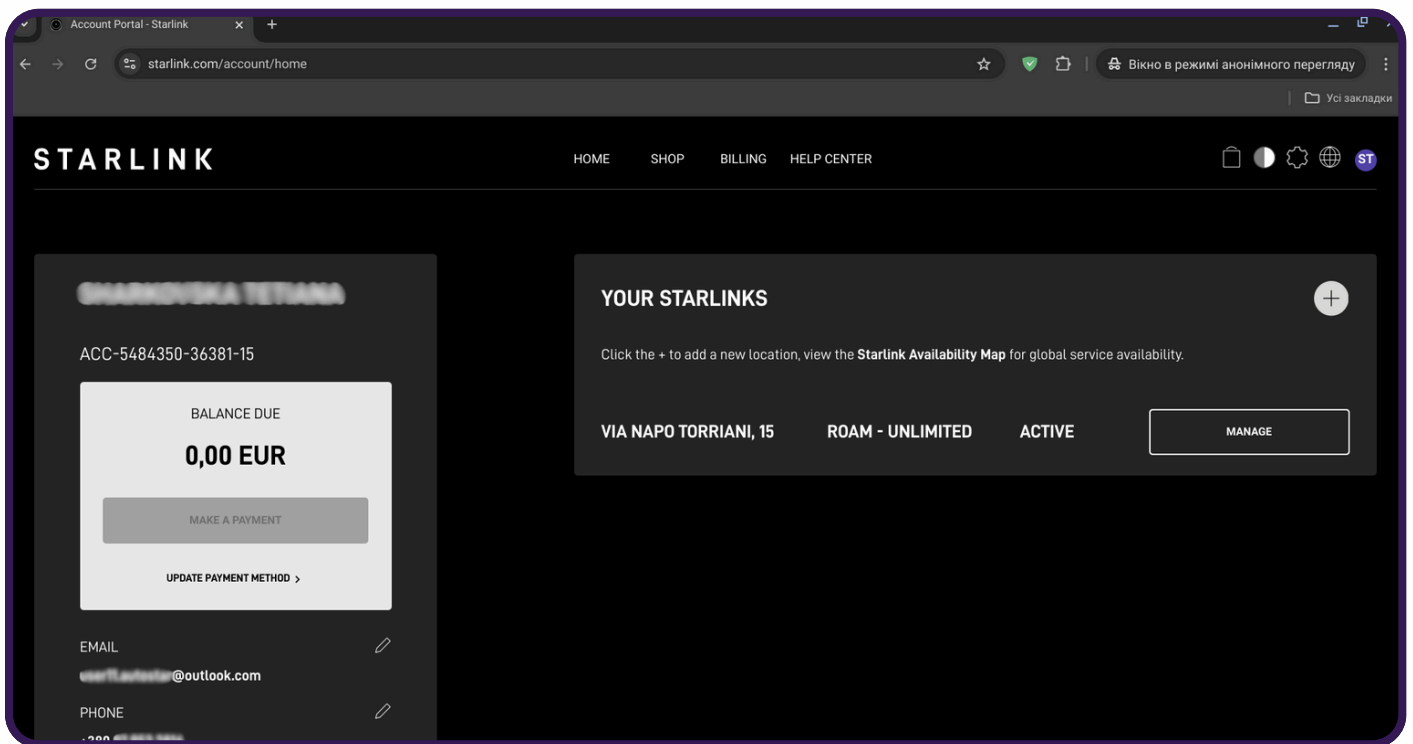 Account Portal - Starlink
starlink.com/account/home
Вікно в режимі анонімного перегляду
Усі закладки
STARLINK
HOME SHOP BILLING HELP CENTER
ST
ACC-5484350-36381-15
BALANCE DUE
0,00 EUR
MAKE A PAYMENT
UPDATE PAYMENT METHOD
EMAIL
@outlook.com
PHONE
+380
YOUR STARLINKS
Click the + to add a new location, view the Starlink Availability Map for global service availability.
VIA NAPO TORRIANI, 15 ROAM - UNLIMITED ACTIVE MANAGE